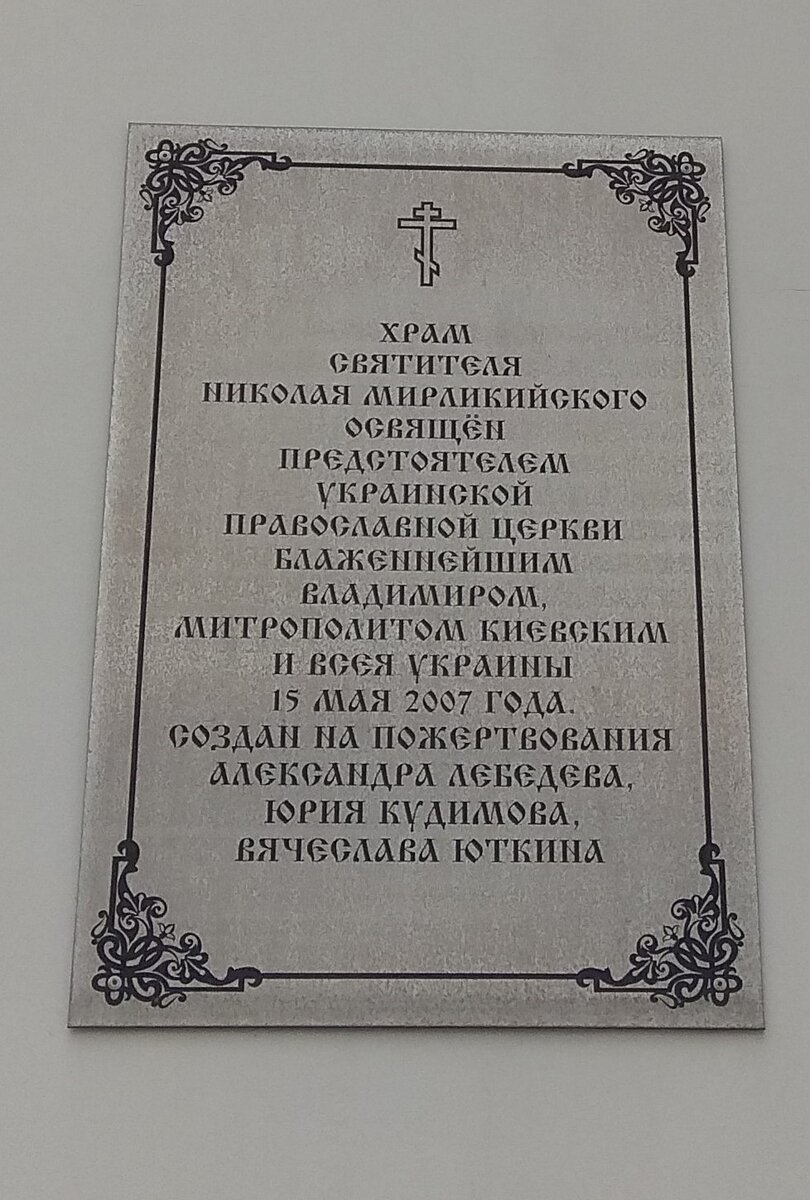 ХРАМ
СВЯТИТЕЛЯ
НИКОЛАЯ МИРЛИКИЙСКОГО
ОСВЯЩЁН
ПРЕДСТОЯТЕЛЕМ
УКРАИНСКОЙ
ПРАВОСЛАВНОЙ ЦЕРКВИ
БЛАЖЕННЕЙШИМ
ВЛАДИМИРОМ,
МИТРОПОЛИТОМ КИЕВСКИМ
И ВСЕЯ УКРАИНЫ
15 МАЯ 2007 ГОДА.
СОЗДАН НА ПОЖЕРТВОВАНИЯ
АЛЕКСАНДРА ЛЕБЕДЕВА,
ЮРИЯ КУДИМОВА,
ВЯЧЕСЛАВА ЮТКИНА